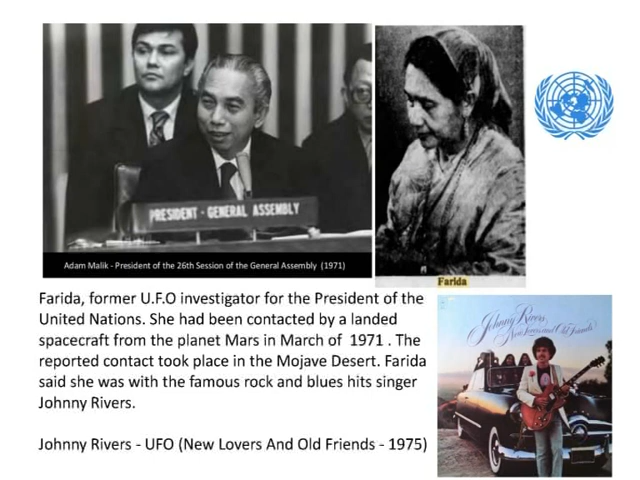 PRESIDENT - GENERAL ASSEMBLY
Adam Malik - President of the 26th Session of the General Assembly (1971)
Farida
Farida, former U.F.O investigator for the President of the
United Nations. She had been contacted by a landed
spacecraft from the planet Mars in March of 1971 . The
reported contact took place in the Mojave Desert. Farida
said she was with the famous rock and blues hits singer
Johnny Rivers.
Johnny Rivers - UFO (New Lovers And Old Friends - 1975)
Johnny Rivers
New Lovers and Old Friends